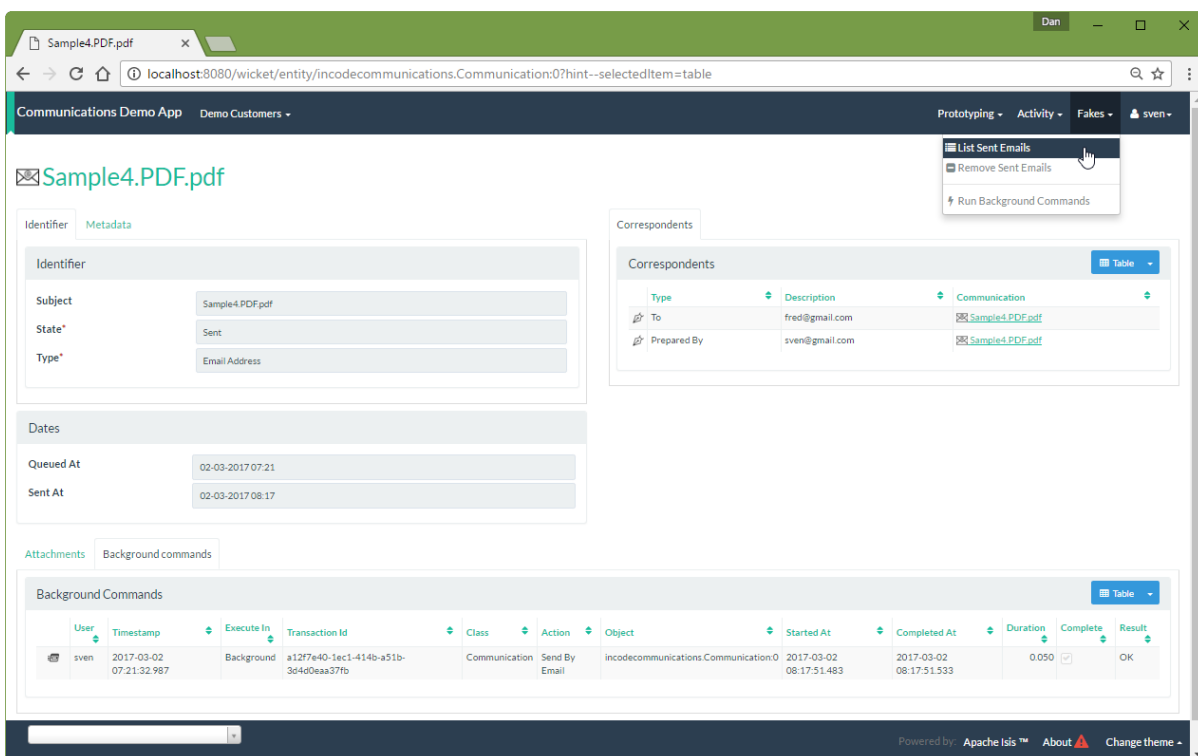 Dan
Sample4.PDF.pdf
localhost:8080/wicket/entity/incodecommunications.Communication:0?hint--selectedItem=table
Communications Demo App Demo Customers Prototyping Activity Fakes sven
List Sent Emails
Remove Sent Emails
Run Background Commands
Sample4.PDF.pdf
Identifier Metadata
Identifier
Subject Sample4.PDF.pdf
State* Sent
Type* Email Address
Correspondents
Correspondents Table
Type Description Communication
To fred@gmail.com Sample4.PDF.pdf
Prepared By sven@gmail.com Sample4.PDF.pdf
Dates
Queued At 02-03-2017 07:21
Sent At 02-03-2017 08:17
Attachments Background commands
Background Commands Table
User Timestamp Execute In Transaction Id Class Action Object Started At Completed At Duration Complete Result
sven 2017-03-02 Background a12f7e40-1ec1-414b-a51b- Communication Send By incodecommunications.Communication:0 2017-03-02 2017-03-02 0.050 OK
07:21:32.987 3d4d0eaa37fb Email 08:17:51.483 08:17:51.533
Powered by: Apache Isis ™ About Change theme